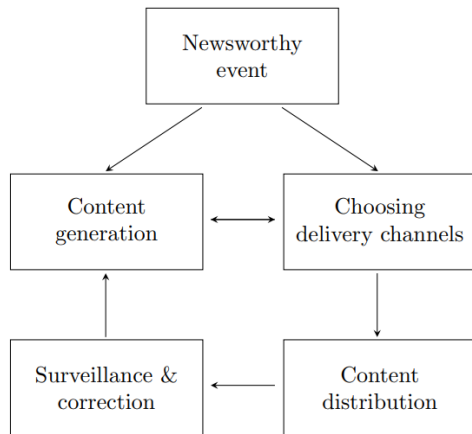 Newsworthy
event
Content
generation
Choosing
delivery channels
Surveillance &
correction
Content
distribution